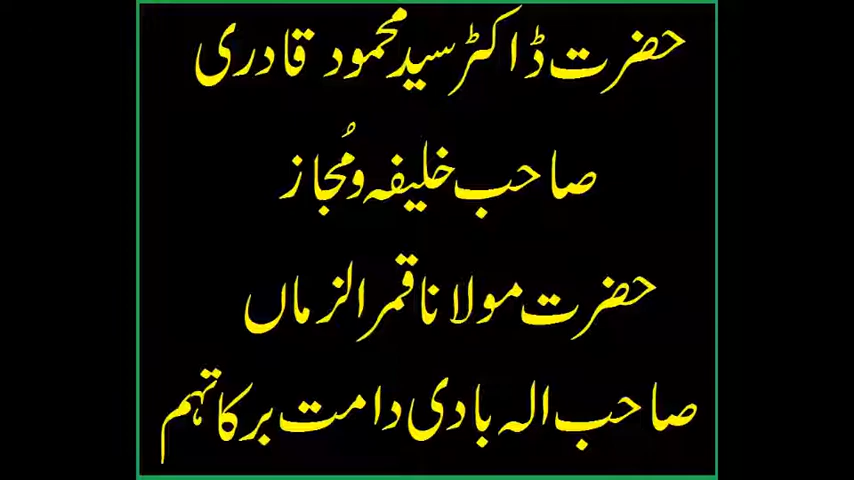 حضرت ڈاکٹر سید محمود قادری
صاحب خلیفہ و مُجاز
حضرت مولانا قمر الزماں
صاحب الہ بادی دامت برکاتہم